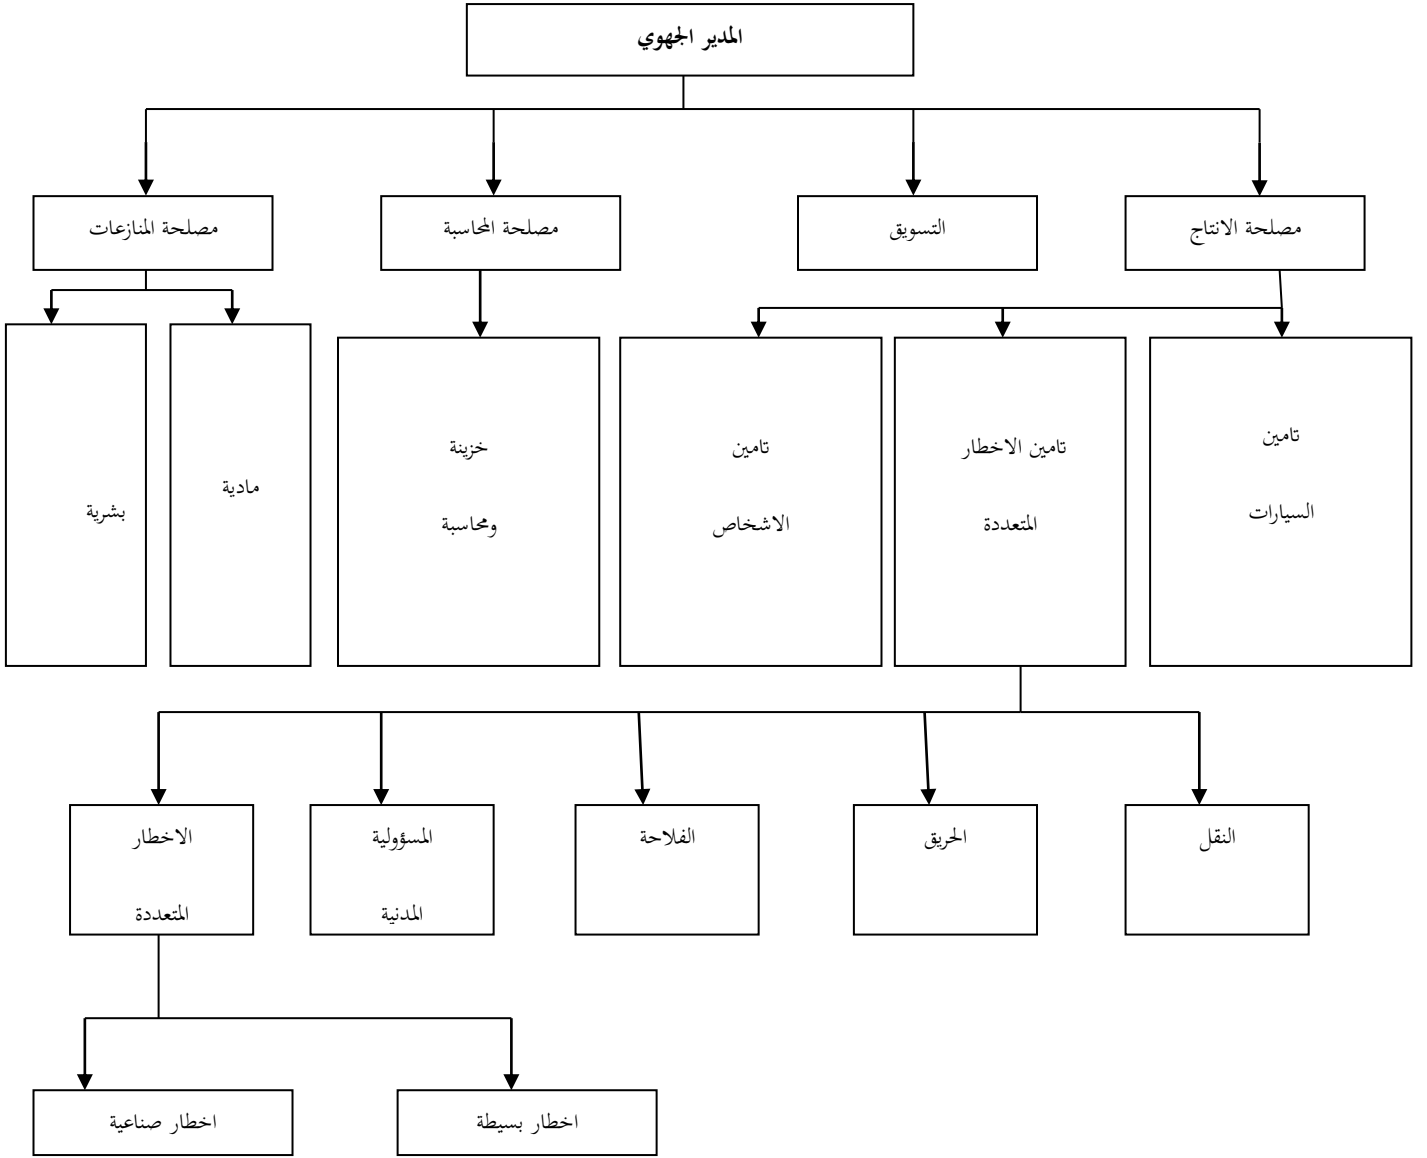 المدير الجهوي
مصلحة الانتاج
التسويق
مصلحة المحاسبة
مصلحة المنازعات
تامين
السيارات
تامين الاخطار
المتعددة
تامين
الاشخاص
خزينة
ومحاسبة
مادية
بشرية
النقل
الحريق
الفلاحة
المسؤولية
المدنية
الاخطار
المتعددة
اخطار بسيطة
اخطار صناعية